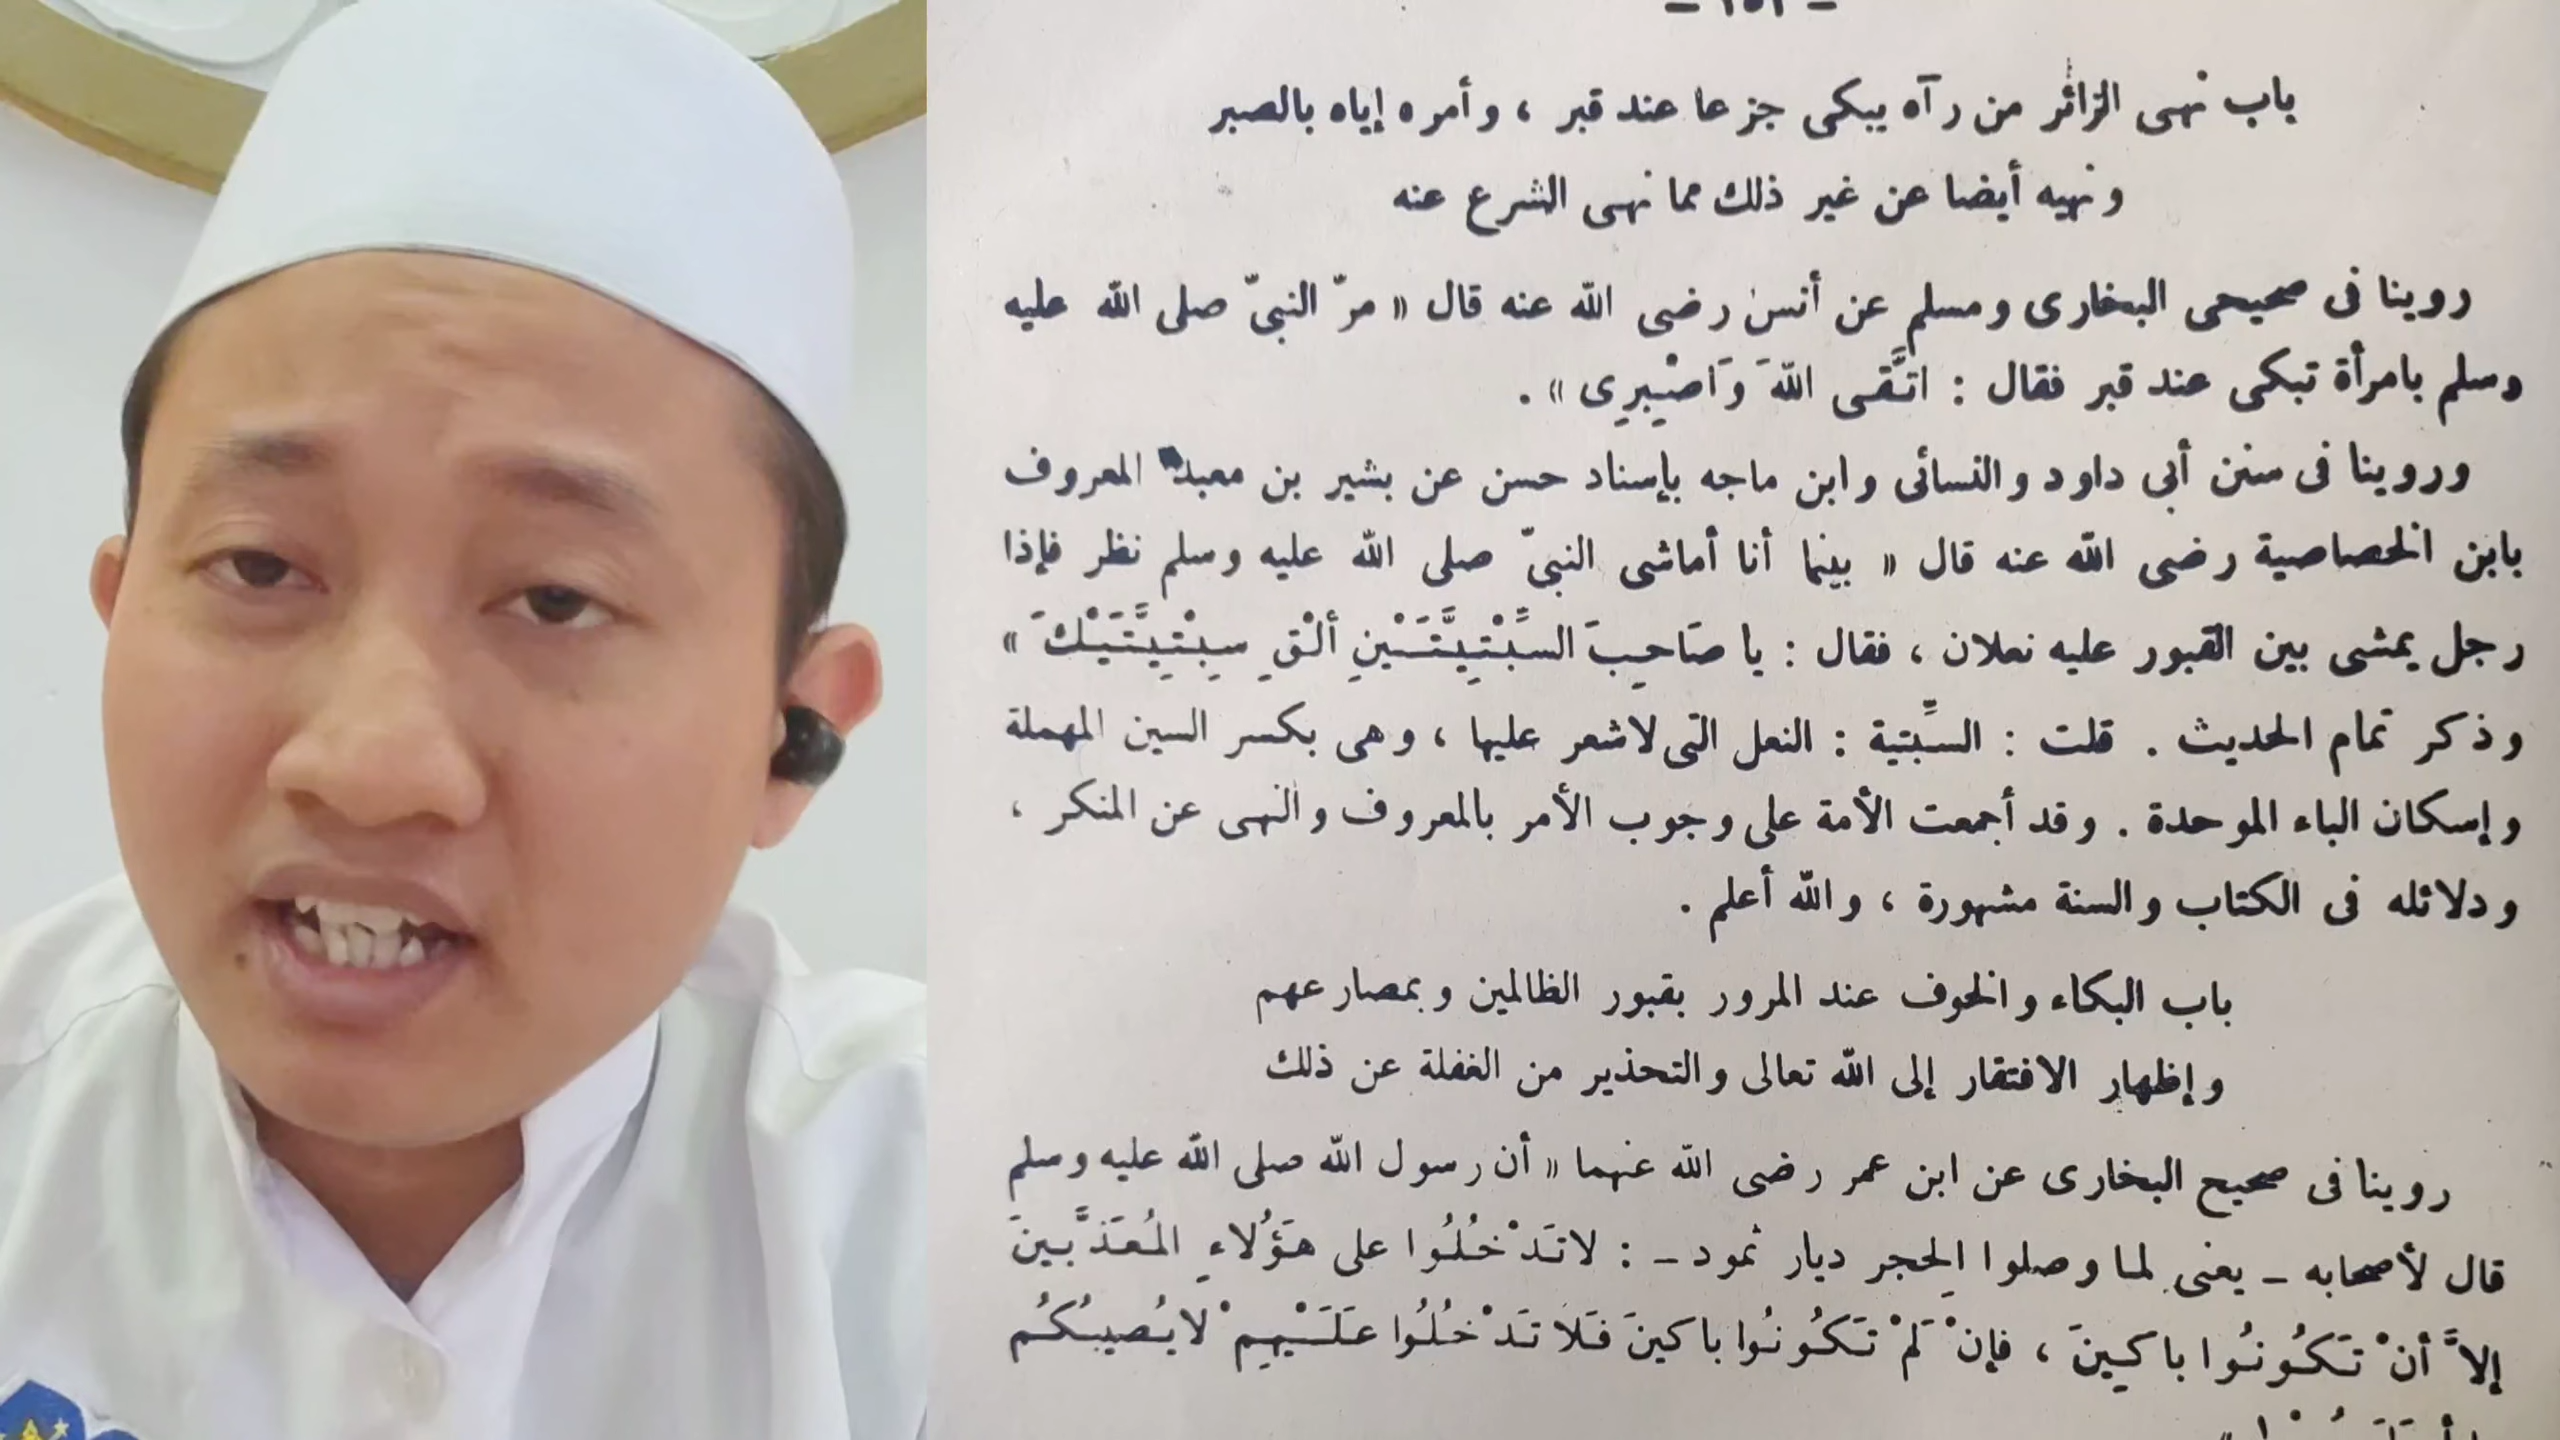 باب نهى الزائر من رآه يبكى جزعا عند قبر ، وأمره إياه بالصبر
ونهيه أيضا عن غير ذلك مما نهى الشرع عنه
روينا فى صحيحى البخارى ومسلم عن أنس رضى الله عنه قال « مرّ النبىّ صلى الله عليه
وسلم بامرأة تبكى عند قبر فقال : اتَّقى اللهَ وَاصْبِرِى » .
وروينا فى سنن أبى داود والنسائى وابن ماجه بإسناد حسن عن بشير بن معبد المعروف
بابن الخصاصية رضى الله عنه قال « بينما أنا أماشى النبىّ صلى الله عليه وسلم نظر فإذا
رجل يمشى بين القبور عليه نعلان ، فقال : يا صَاحِبَ السِّبْتِيَّتَيْنِ ألْقِ سِبْتِيَّتَيْكَ »
وذكر تمام الحديث . قلت : السِّبتية : النعل التى لاشعر عليها ، وهى بكسر السين المهملة
وإسكان الباء الموحدة . وقد أجمعت الأمة على وجوب الأمر بالمعروف والنهى عن المنكر ،
ودلائله فى الكتاب والسنة مشهورة ، والله أعلم .
باب البكاء والخوف عند المرور بقبور الظالمين وبمصارعهم
وإظهار الافتقار إلى الله تعالى والتحذير من الغفلة عن ذلك
روينا فى صحيح البخارى عن ابن عمر رضى الله عنهما « أن رسول الله صلى الله عليه وسلم
قال لأصحابه - يعنى لما وصلوا الحِجر ديار ثمود - : لاتَدْخُلُوا على هَؤُلاءِ المُعَذَّبِينَ
إلاَّ أنْ تَكُونُوا باكِينَ ، فإنْ لَمْ تَكُونُوا باكينَ فَلا تَدْخُلُوا عَلَيْهِمْ لايُصيبُكُم